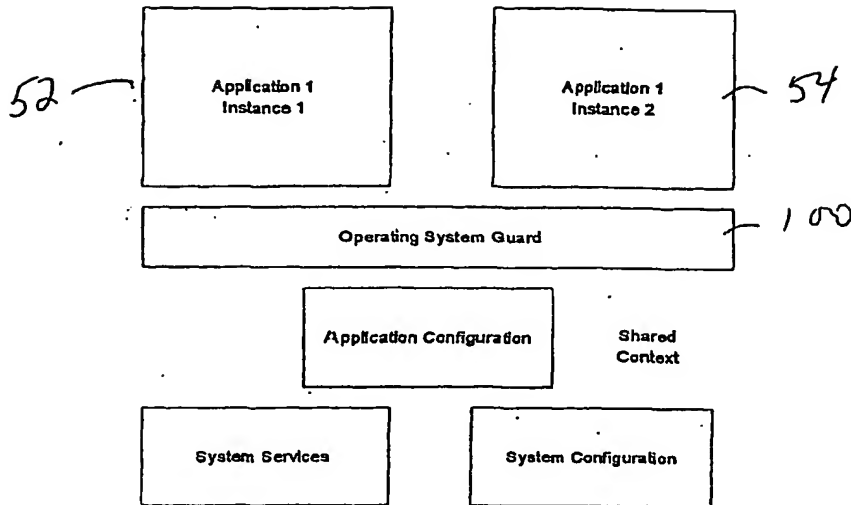 52
Application 1
Instance 1
Application 1
Instance 2
54
Operating System Guard
100
Application Configuration
Shared
Context
System Services
System Configuration